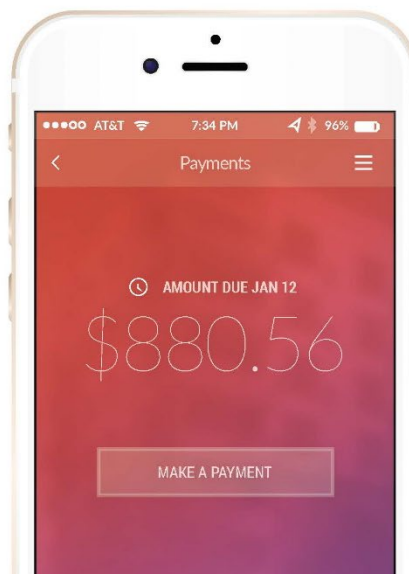 AT&T 7:34 PM 96%
Payments
AMOUNT DUE JAN 12
$880.56
MAKE A PAYMENT